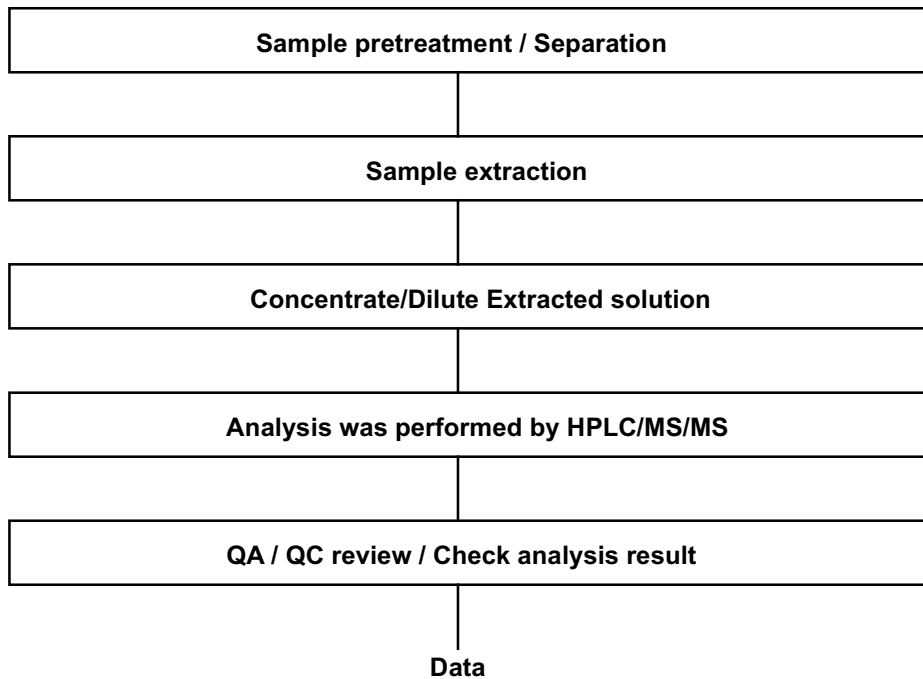 Sample pretreatment / Separation
Sample extraction
Concentrate/Dilute Extracted solution
Analysis was performed by HPLC/MS/MS
QA / QC review / Check analysis result
Data